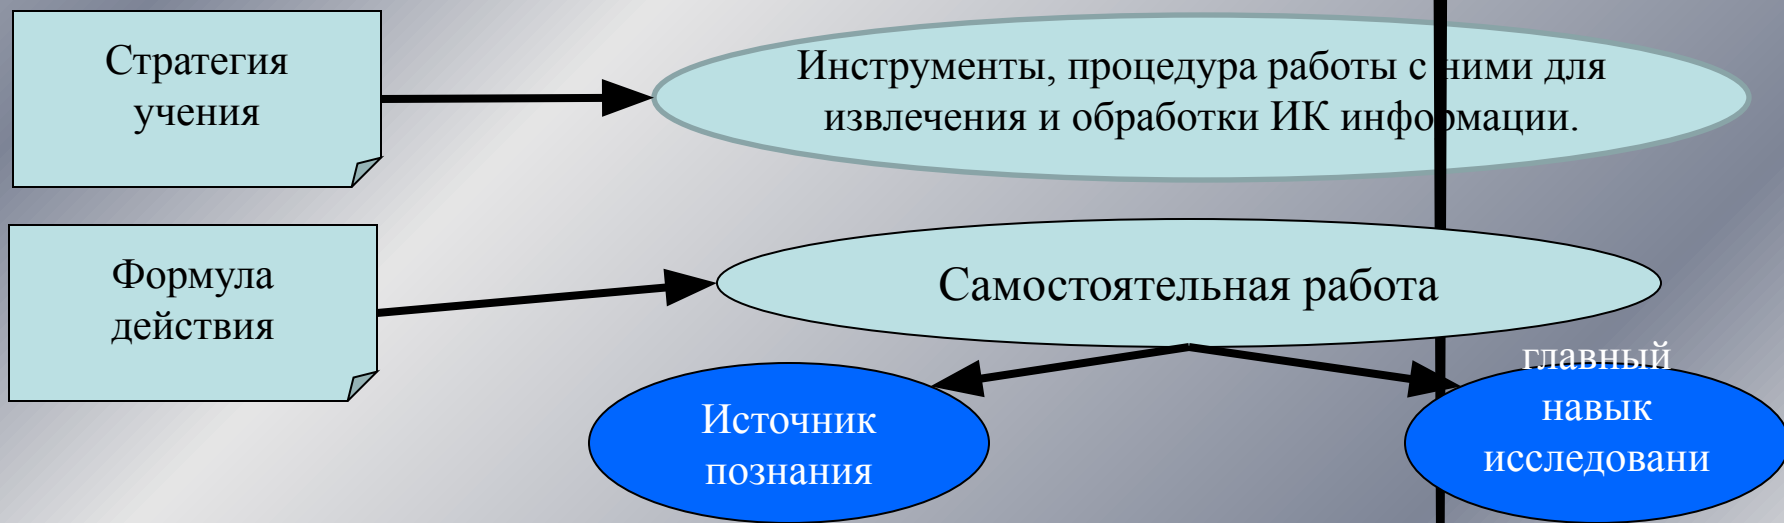 Стратегия
учения
Инструменты, процедура работы с ними для
извлечения и обработки ИК информации.
Формула
действия
Самостоятельная работа
Источник
познания
главный
навык
исследовани